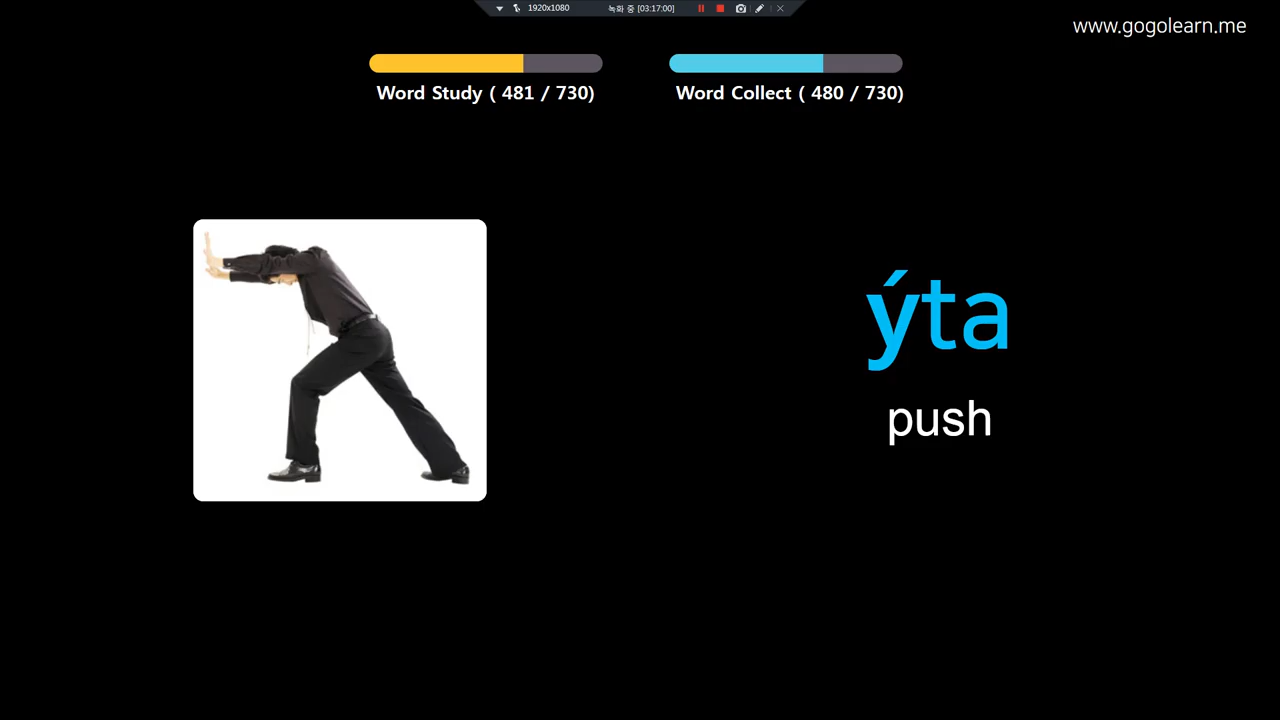 1920x1080 녹화 중 [03:17:00]
www.gogolearn.me
Word Study ( 481 / 730)
Word Collect ( 480 / 730)
ýta
push